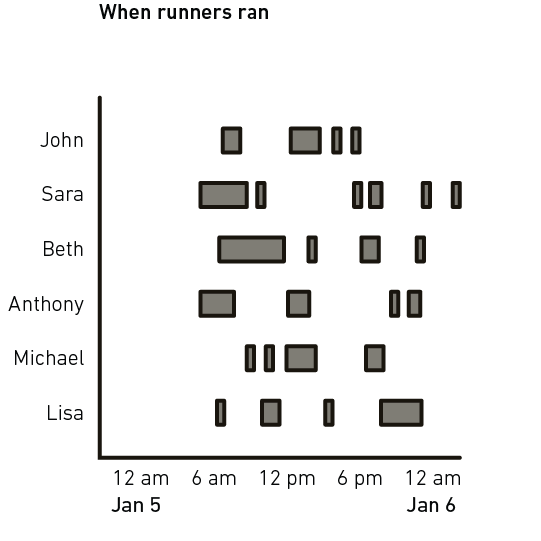 When runners ran
John
Sara
Beth
Anthony
Michael
Lisa
12 am 6 am 12 pm 6 pm 12 am
Jan 5 Jan 6